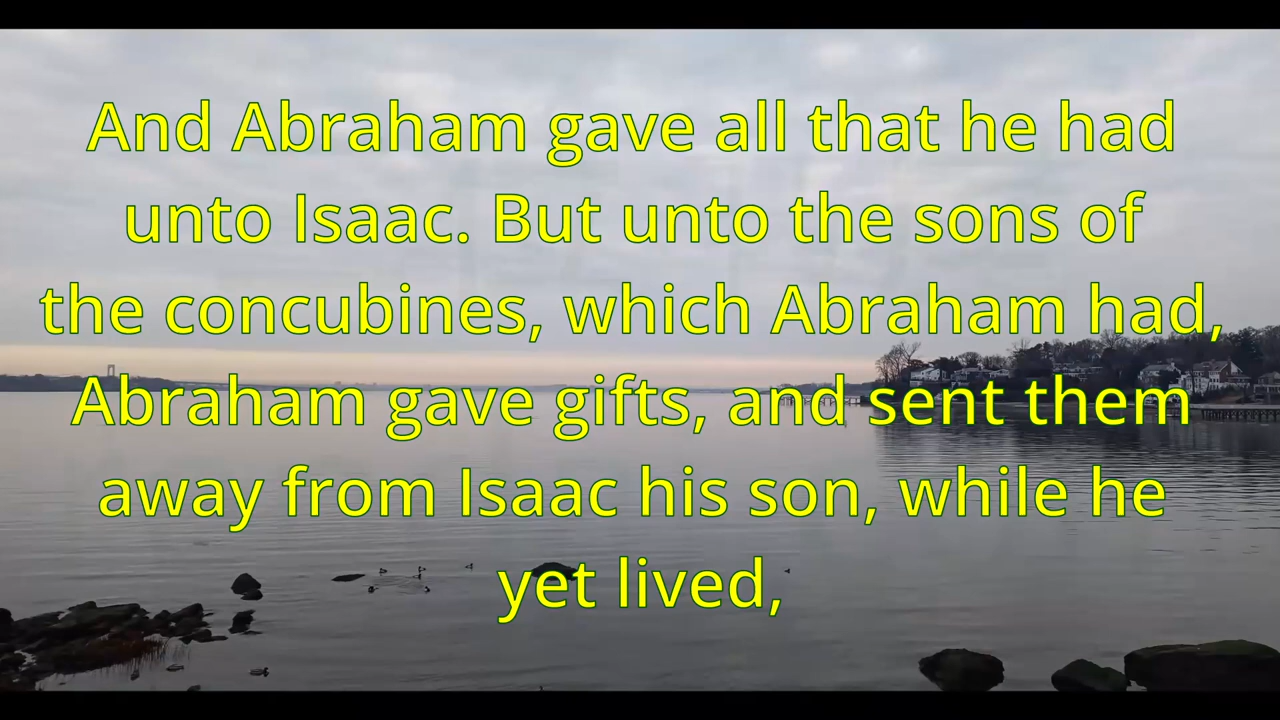 And Abraham gave all that he had
unto Isaac. But unto the sons of
the concubines, which Abraham had,
Abraham gave gifts, and sent them
away from Isaac his son, while he
yet lived,